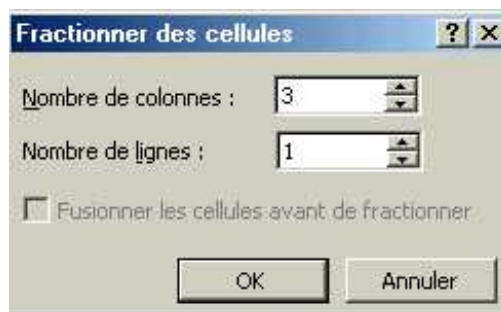 Fractionner des cellules
Nombre de colonnes : 3
Nombre de lignes : 1
Fusionner les cellules avant de fractionner
OK Annuler